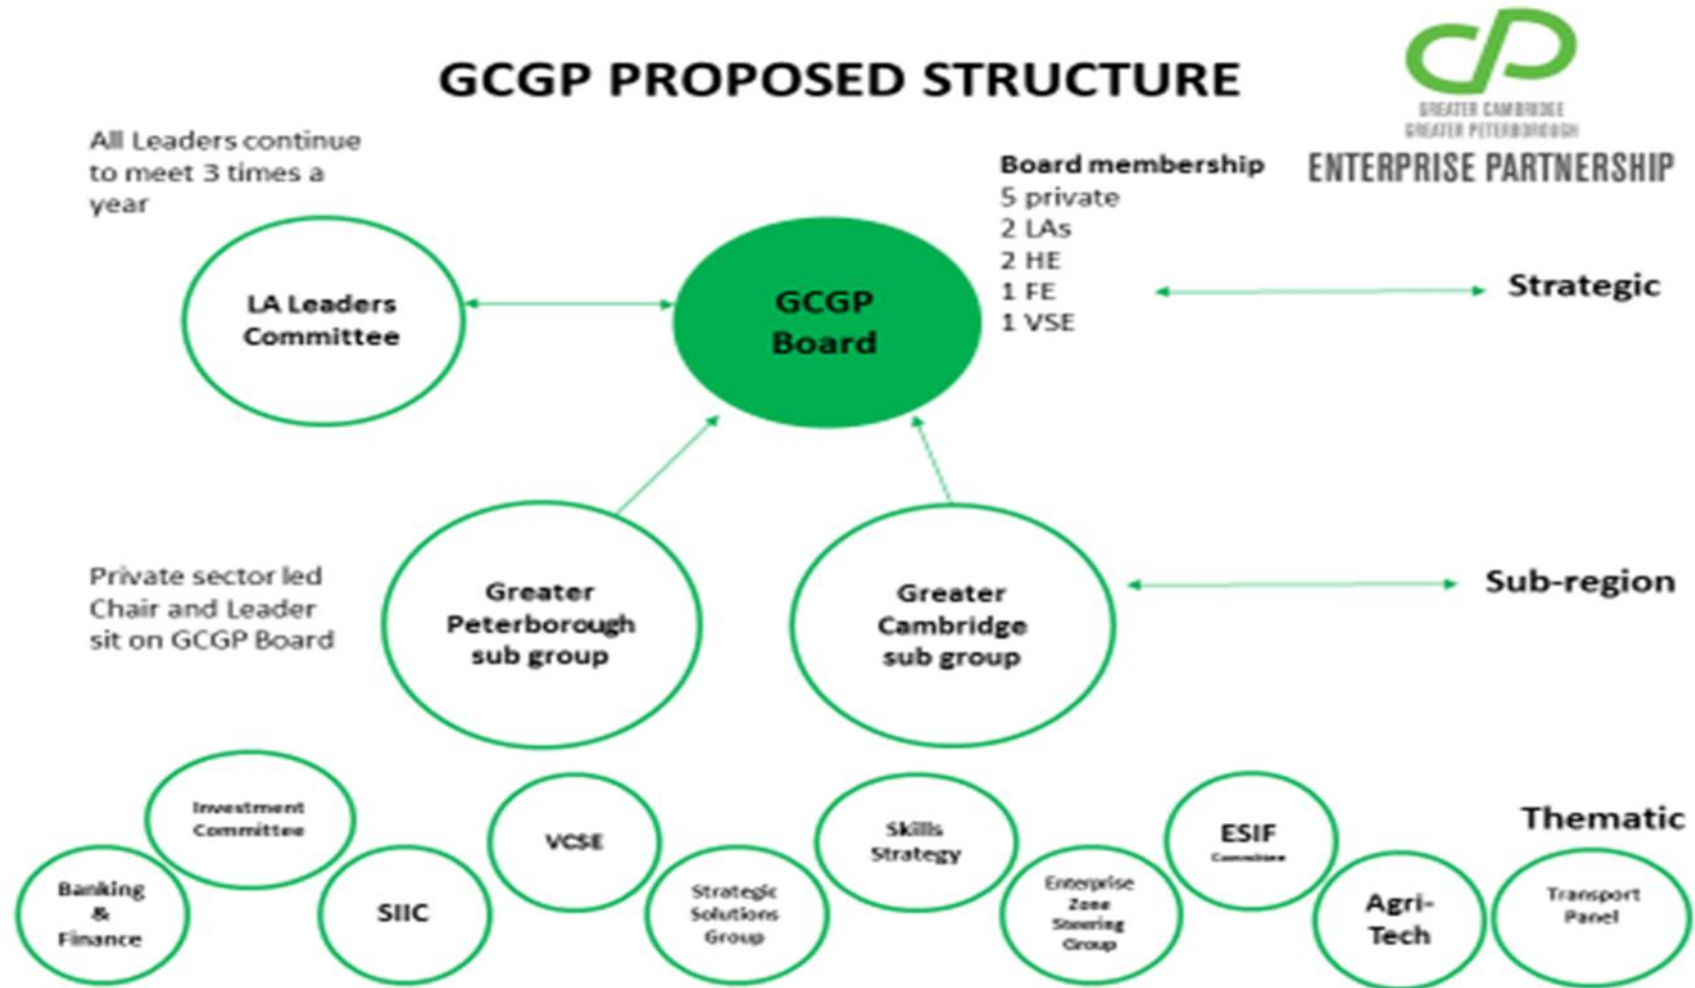 GCGP PROPOSED STRUCTURE
GREATER CAMBRIDGE
GREATER PETERBOROUGH
ENTERPRISE PARTNERSHIP
All Leaders continue
to meet 3 times a
year
Board membership
5 private
2 LAs
2 HE
1 FE
1 VSE
Strategic
LA Leaders
Committee
GCGP
Board
Private sector led
Chair and Leader
sit on GCGP Board
Greater
Peterborough
sub group
Greater
Cambridge
sub group
Sub-region
Thematic
Banking
&
Finance
Investment
Committee
SIIC
VCSE
Strategic
Solutions
Group
Skills
Strategy
Enterprise
Zone
Steering
Group
ESIF
Committee
Agri-
Tech
Transport
Panel